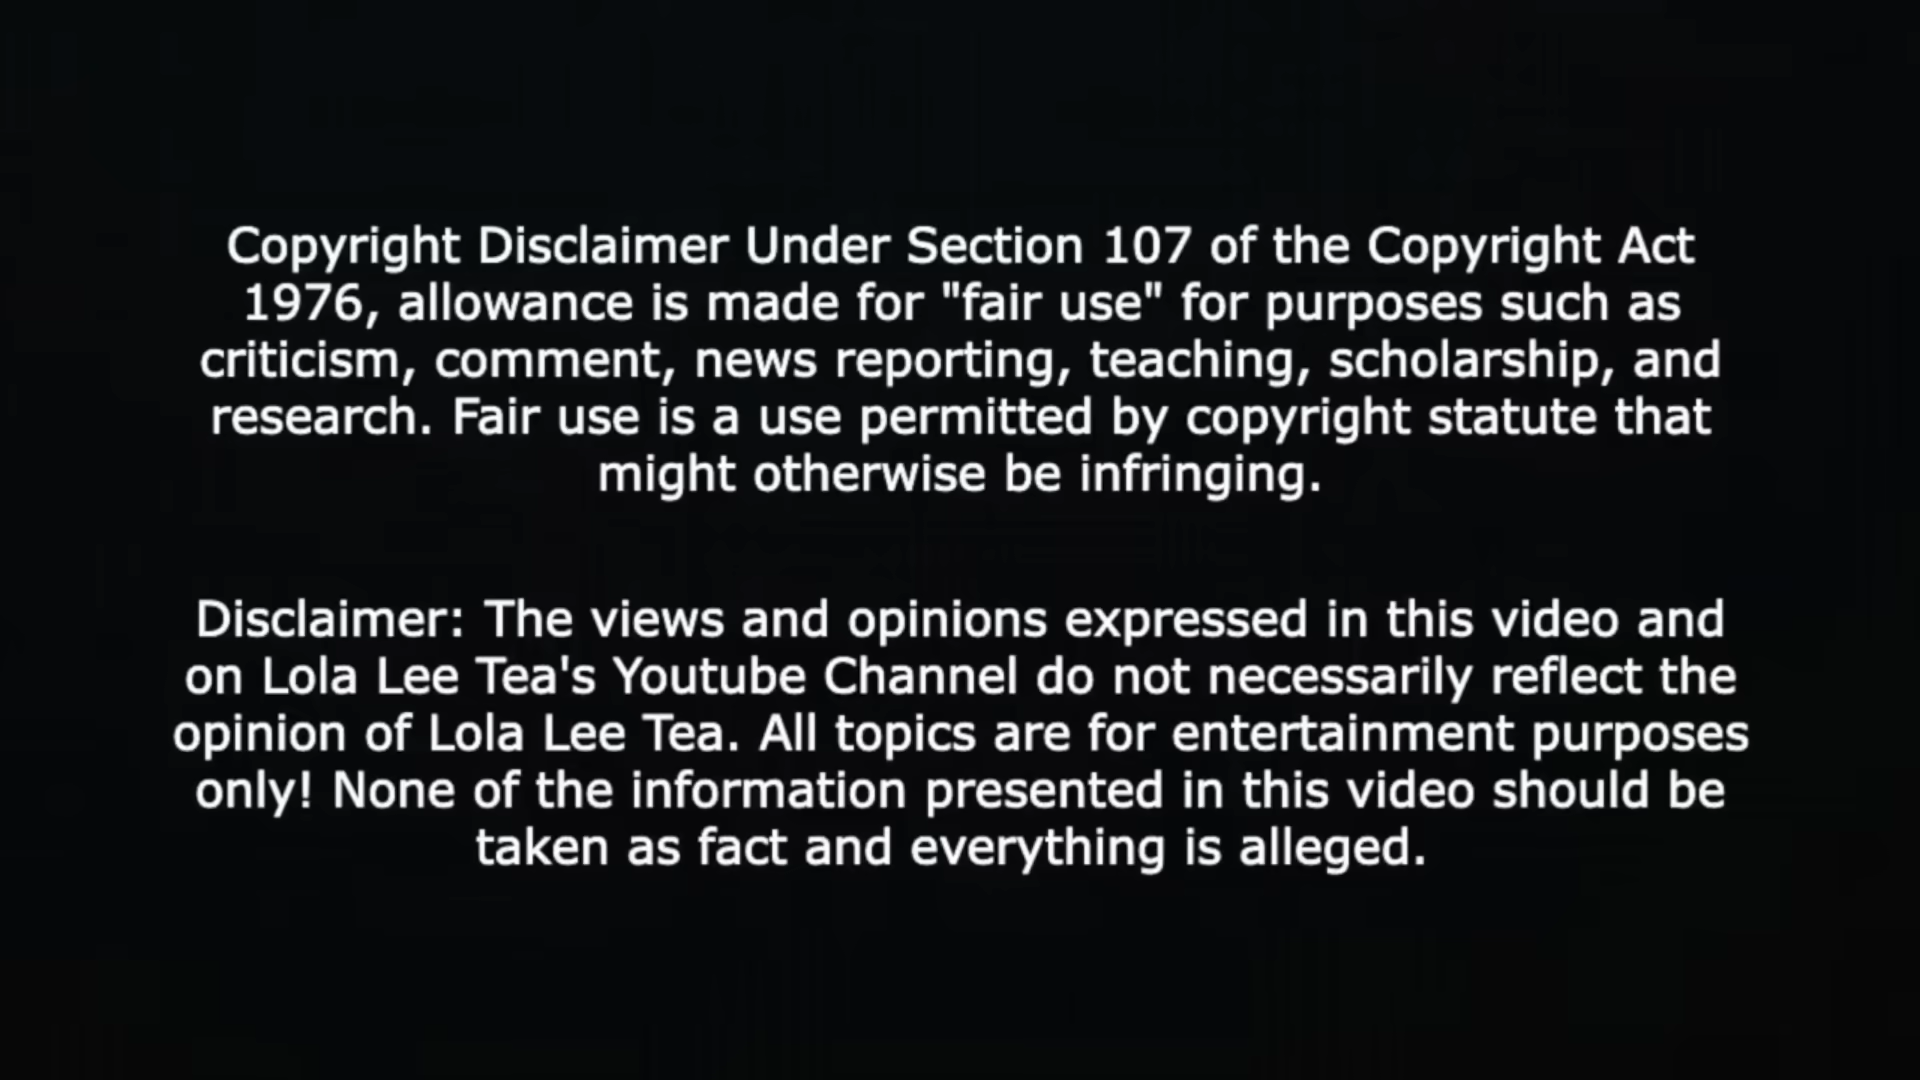 Copyright Disclaimer Under Section 107 of the Copyright Act
1976, allowance is made for "fair use" for purposes such as
criticism, comment, news reporting, teaching, scholarship, and
research. Fair use is a use permitted by copyright statute that
might otherwise be infringing.
Disclaimer: The views and opinions expressed in this video and
on Lola Lee Tea's Youtube Channel do not necessarily reflect the
opinion of Lola Lee Tea. All topics are for entertainment purposes
only! None of the information presented in this video should be
taken as fact and everything is alleged.